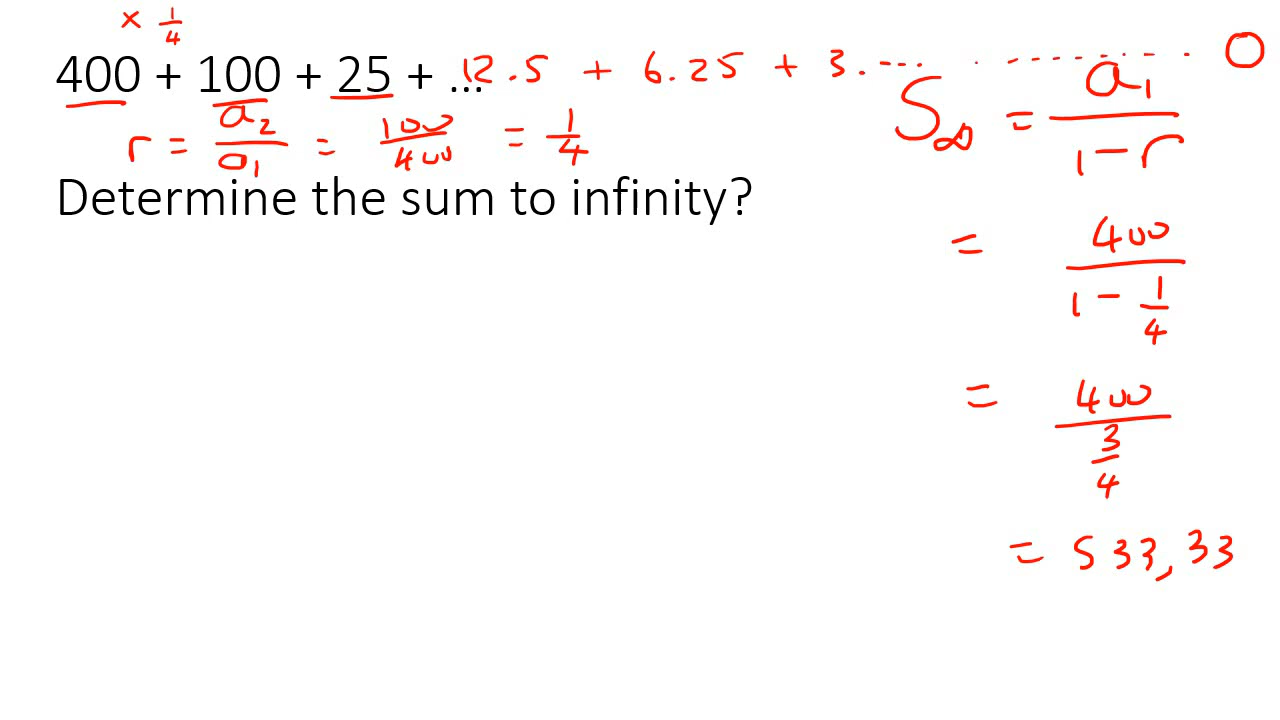 × 1/4
400 + 100 + 25 + ... 12.5 + 6.25 + 3. ... ........... 0
r = a₂/a₁ = 100/400 = 1/4
Determine the sum to infinity?
S∞ = a₁/(1 − r)
= 400/(1 − 1/4)
= 400/(3/4)
= 533,33